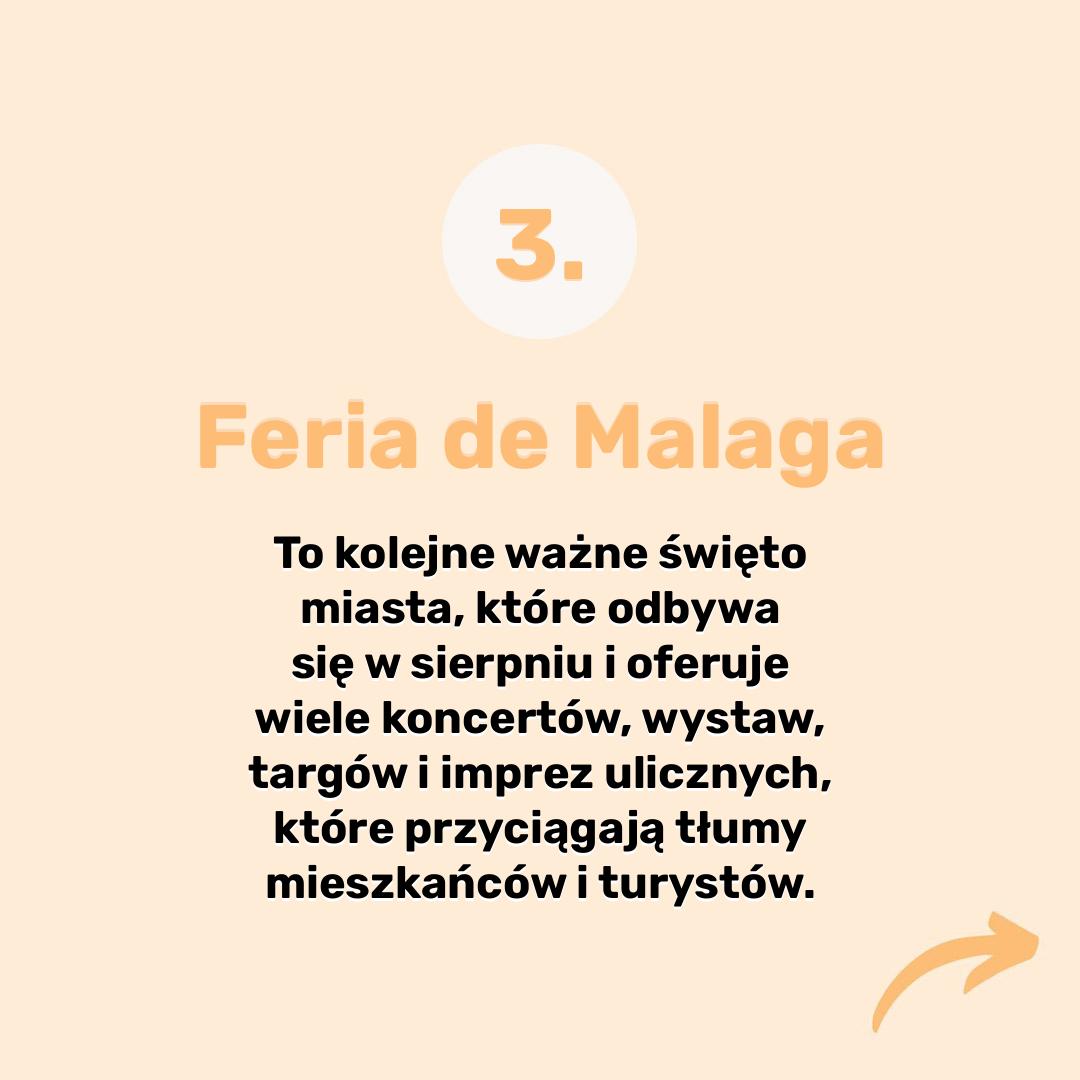 3.
Feria de Malaga
To kolejne ważne święto
miasta, które odbywa
się w sierpniu i oferuje
wiele koncertów, wystaw,
targów i imprez ulicznych,
które przyciągają tłumy
mieszkańców i turystów.